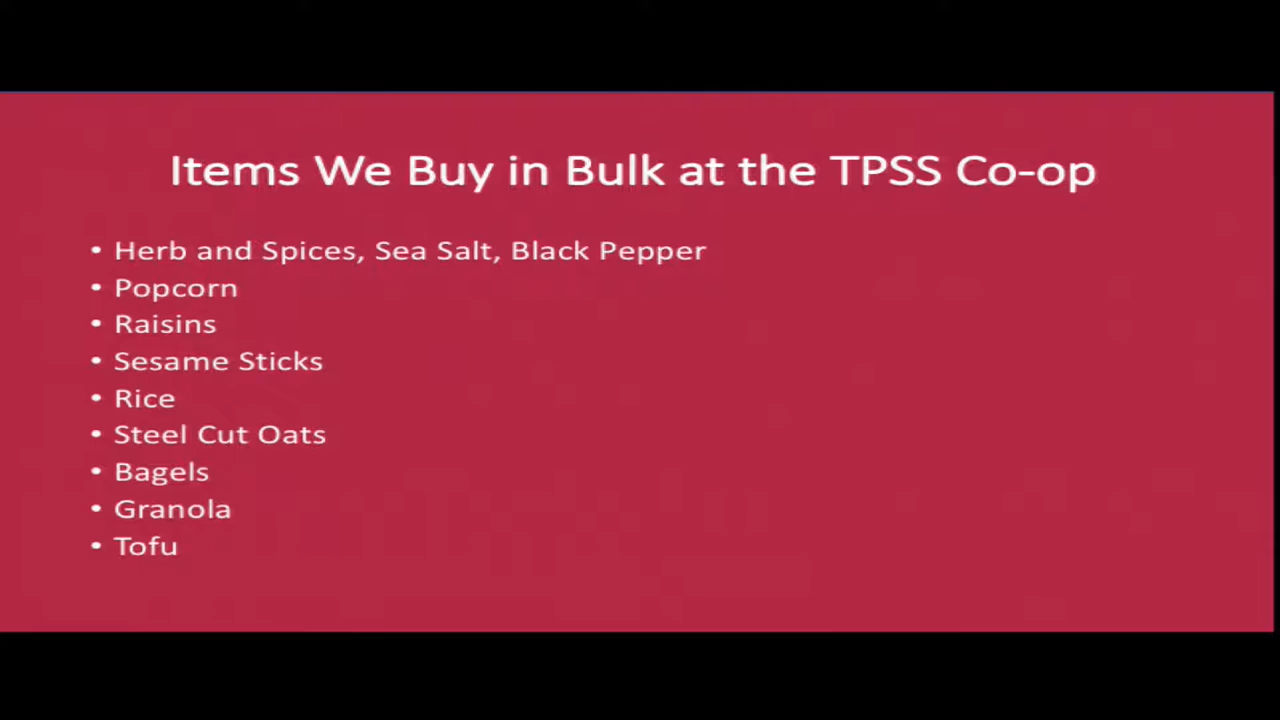 Items We Buy in Bulk at the TPSS Co-op
• Herb and Spices, Sea Salt, Black Pepper
• Popcorn
• Raisins
• Sesame Sticks
• Rice
• Steel Cut Oats
• Bagels
• Granola
• Tofu